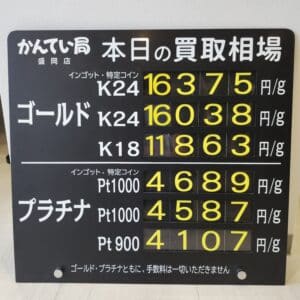 かんてい局 本日の買取相場
盛岡店
インゴット・特定コイン
K24 16375 円/g
ゴールド K24 16038 円/g
K18 11863 円/g
インゴット・特定コイン
Pt1000 4689 円/g
プラチナ Pt1000 4587 円/g
Pt900 4107 円/g
ゴールド・プラチナともに、手数料は一切いただきません